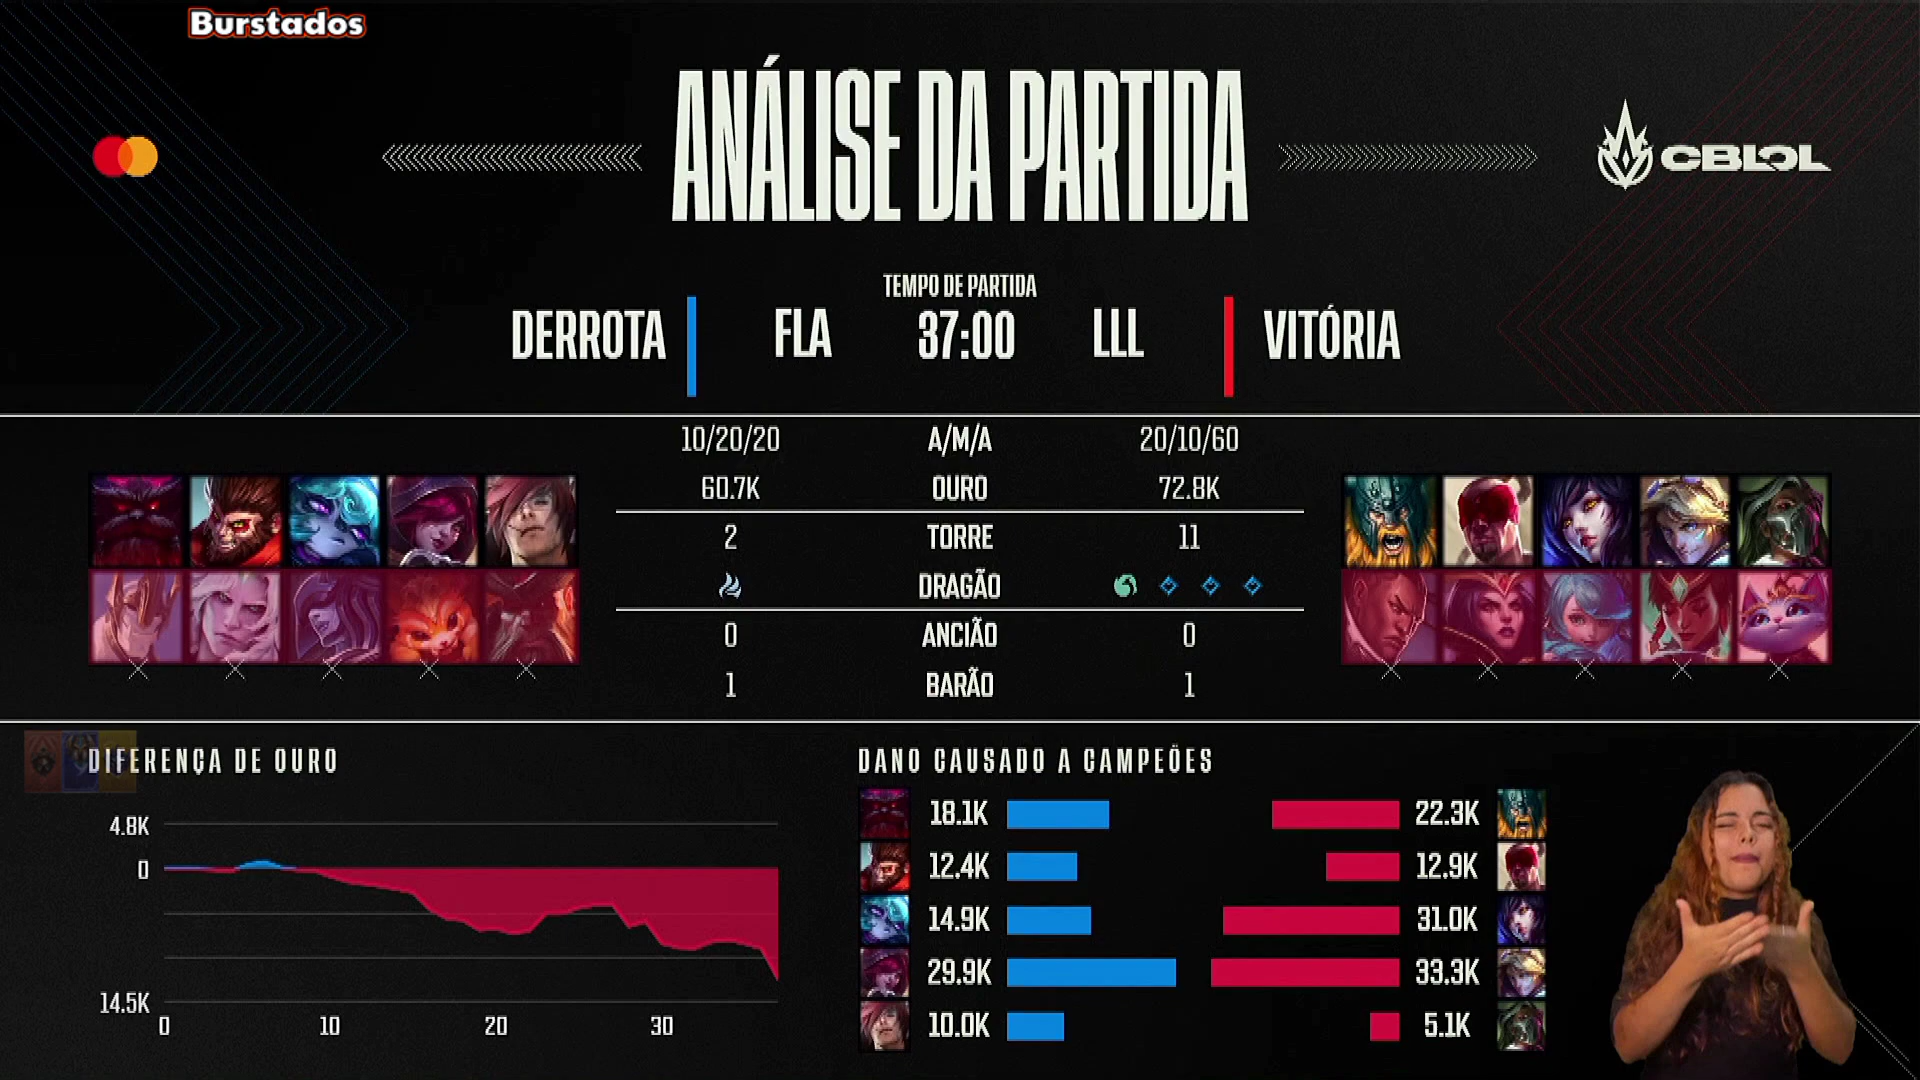 Burstados
ANÁLISE DA PARTIDA
CBLOL
TEMPO DE PARTIDA
DERROTA FLA 37:00 LLL VITÓRIA
10/20/20 A/M/A 20/10/60
60.7K OURO 72.8K
2 TORRE 11
DRAGÃO
0 ANCIÃO 0
1 BARÃO 1
DIFERENÇA DE OURO
4.8K
0
14.5K
0 10 20 30
DANO CAUSADO A CAMPEÕES
18.1K 22.3K
12.4K 12.9K
14.9K 31.0K
29.9K 33.3K
10.0K 5.1K